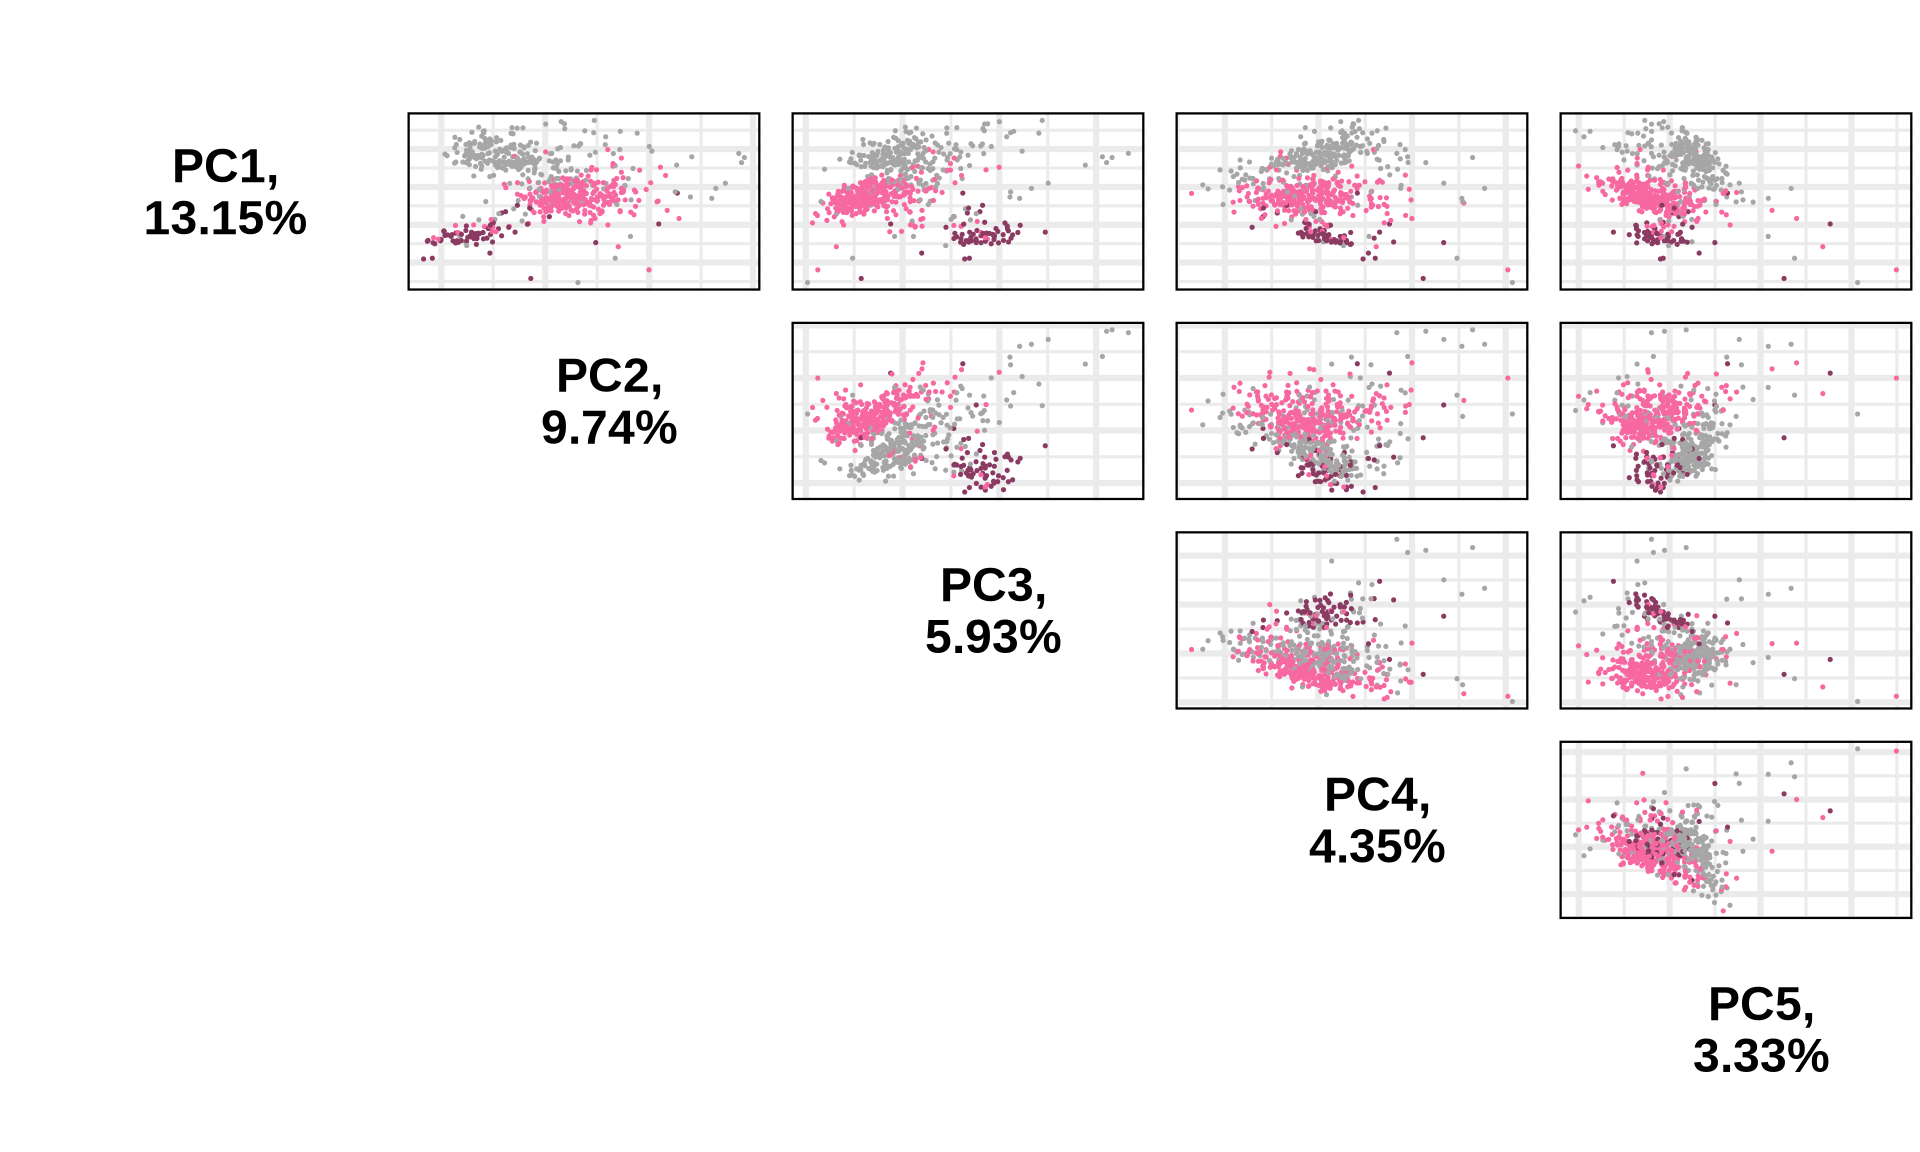 PC1,
13.15%
PC2,
9.74%
PC3,
5.93%
PC4,
4.35%
PC5,
3.33%